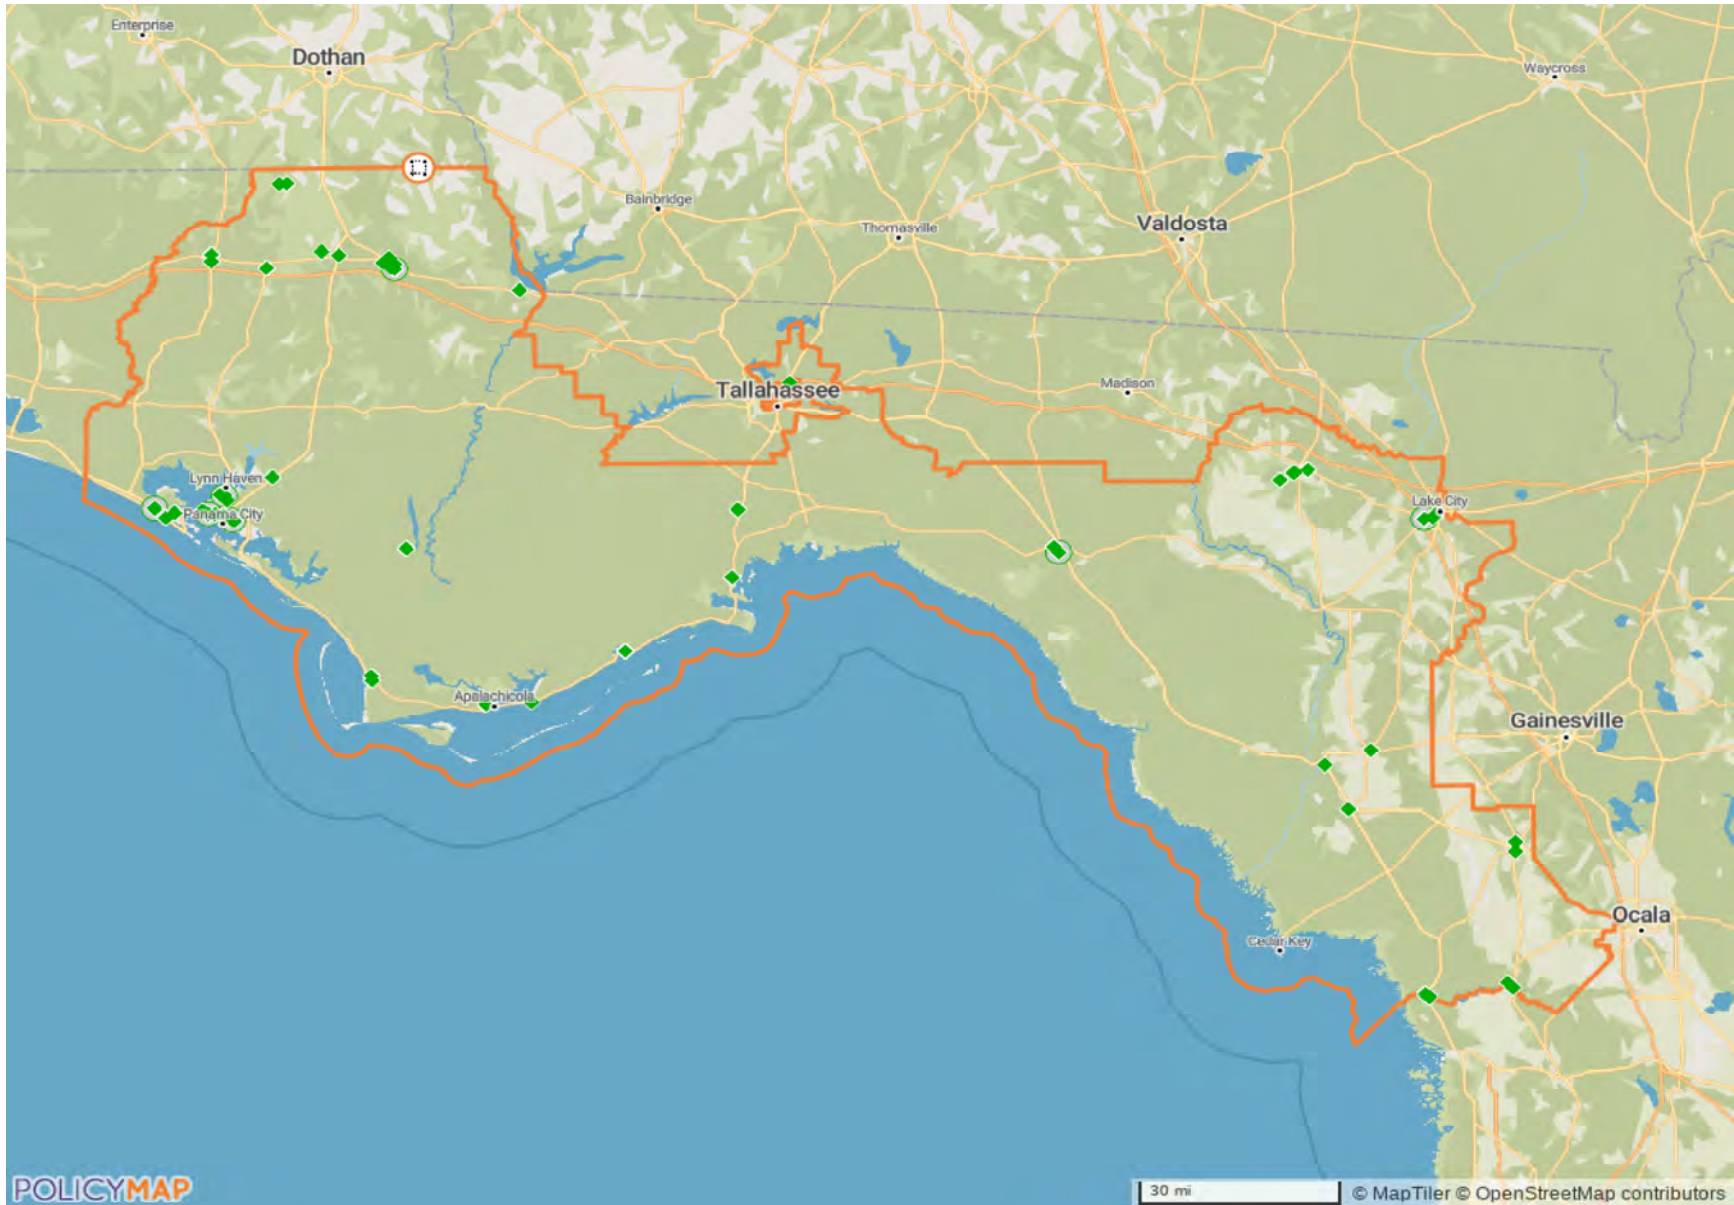 Enterprise
Dothan
Waycross
Bainbridge
Thomasville
Valdosta
Tallahassee
Madison
Lynn Haven
Panama City
Lake City
Apalachicola
Gainesville
Ocala
Cedar Key
POLICYMAP
30 mi
© MapTiler © OpenStreetMap contributors